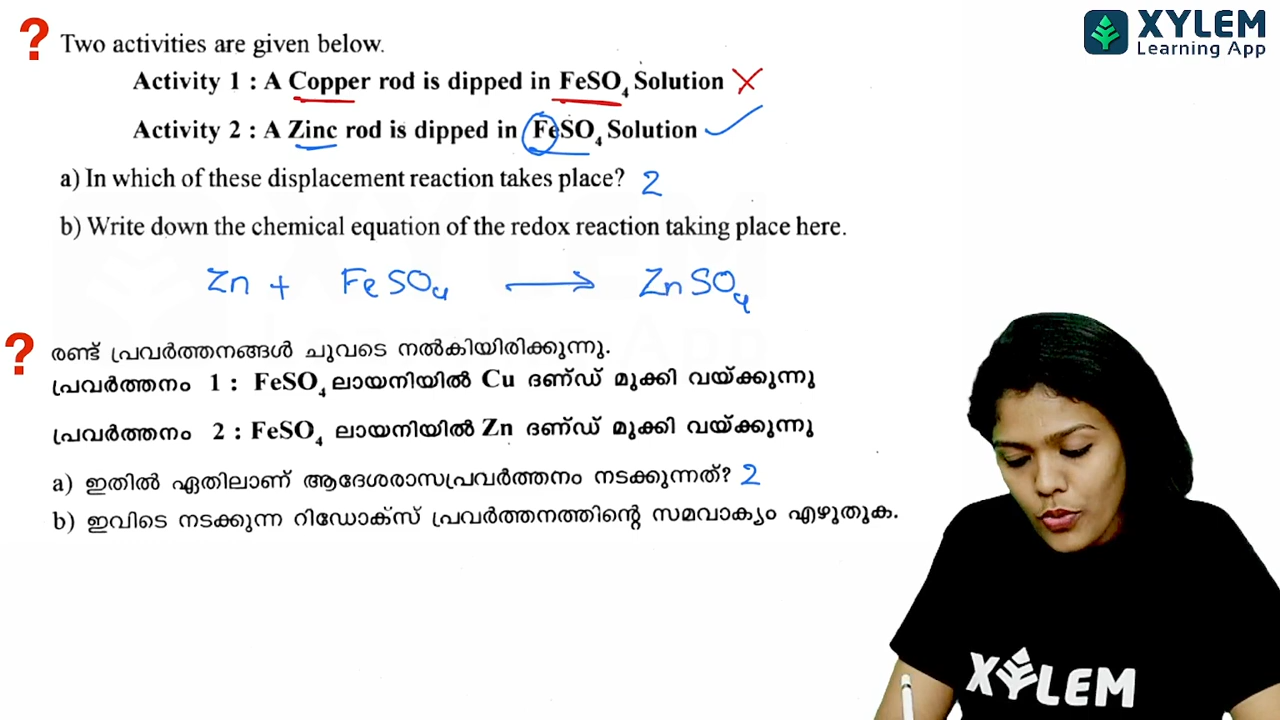 XYLEM
Learning App
? Two activities are given below.
Activity 1 : A Copper rod is dipped in FeSO₄ Solution ✗
Activity 2 : A Zinc rod is dipped in FeSO₄ Solution ✓
a) In which of these displacement reaction takes place? 2
b) Write down the chemical equation of the redox reaction taking place here.
Zn + FeSO₄ → ZnSO₄
? രണ്ട് പ്രവർത്തനങ്ങൾ ചുവടെ നൽകിയിരിക്കുന്നു.
പ്രവർത്തനം 1 : FeSO₄ ലായനിയിൽ Cu ദണ്ഡ് മുക്കി വയ്ക്കുന്നു
പ്രവർത്തനം 2 : FeSO₄ ലായനിയിൽ Zn ദണ്ഡ് മുക്കി വയ്ക്കുന്നു
a) ഇതിൽ ഏതിലാണ് ആദേശരാസപ്രവർത്തനം നടക്കുന്നത്? 2
b) ഇവിടെ നടക്കുന്ന റിഡോക്സ് പ്രവർത്തനത്തിന്റെ സമവാക്യം എഴുതുക.
XYLEM